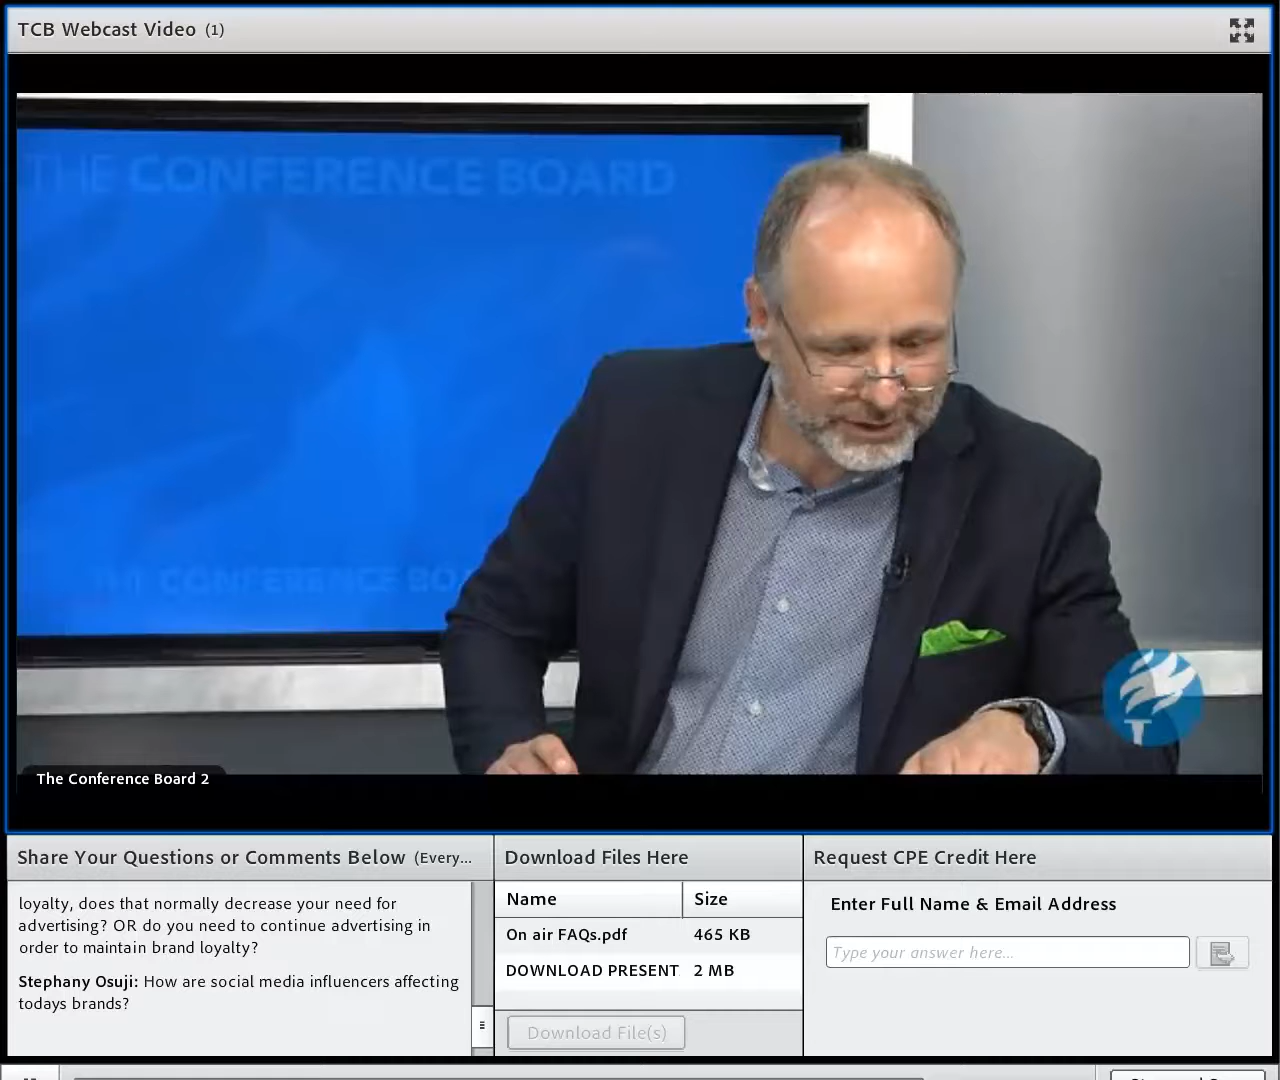 TCB Webcast Video (1)
THE CONFERENCE BOARD
THE CONFERENCE
The Conference Board 2
Share Your Questions or Comments Below (Every...
loyalty, does that normally decrease your need for
advertising? OR do you need to continue advertising in
order to maintain brand loyalty?
Stephany Osuji: How are social media influencers affecting
todays brands?
Download Files Here
Name Size
On air FAQs.pdf 465 KB
DOWNLOAD PRESENT 2 MB
Download File(s)
Request CPE Credit Here
Enter Full Name & Email Address
Type your answer here...